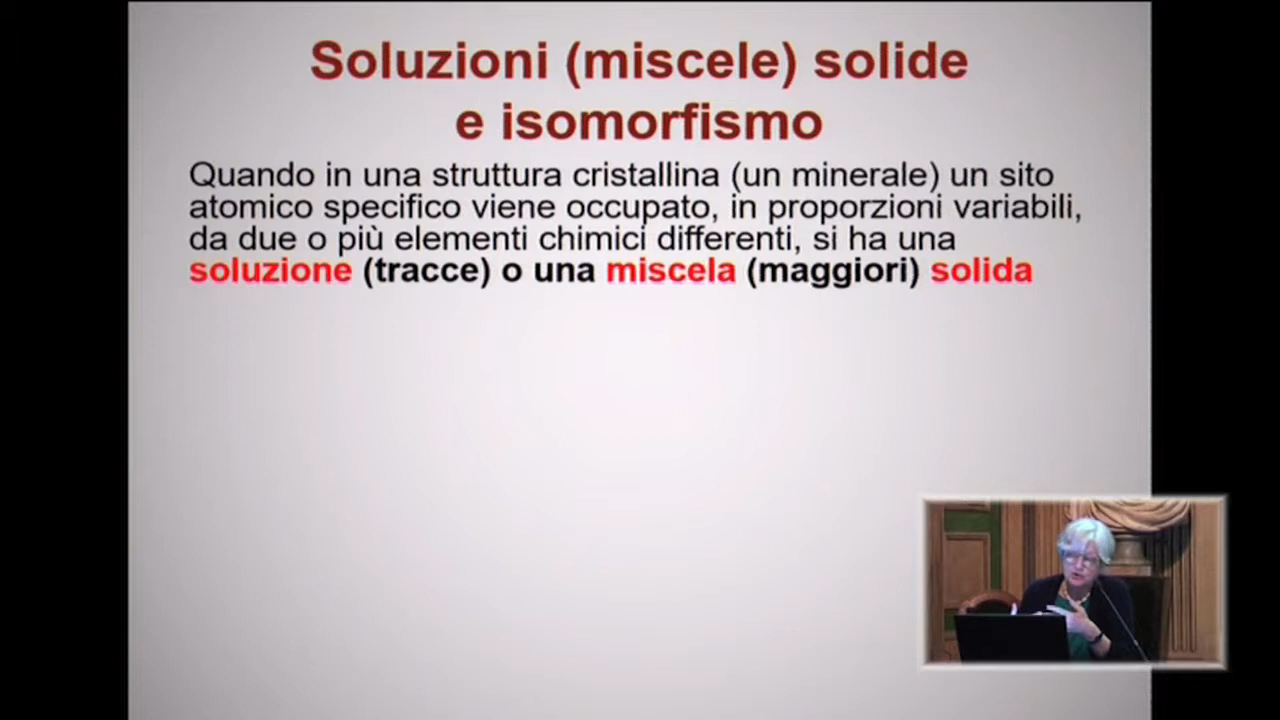 Soluzioni (miscele) solide
e isomorfismo
Quando in una struttura cristallina (un minerale) un sito
atomico specifico viene occupato, in proporzioni variabili,
da due o più elementi chimici differenti, si ha una
soluzione (tracce) o una miscela (maggiori) solida